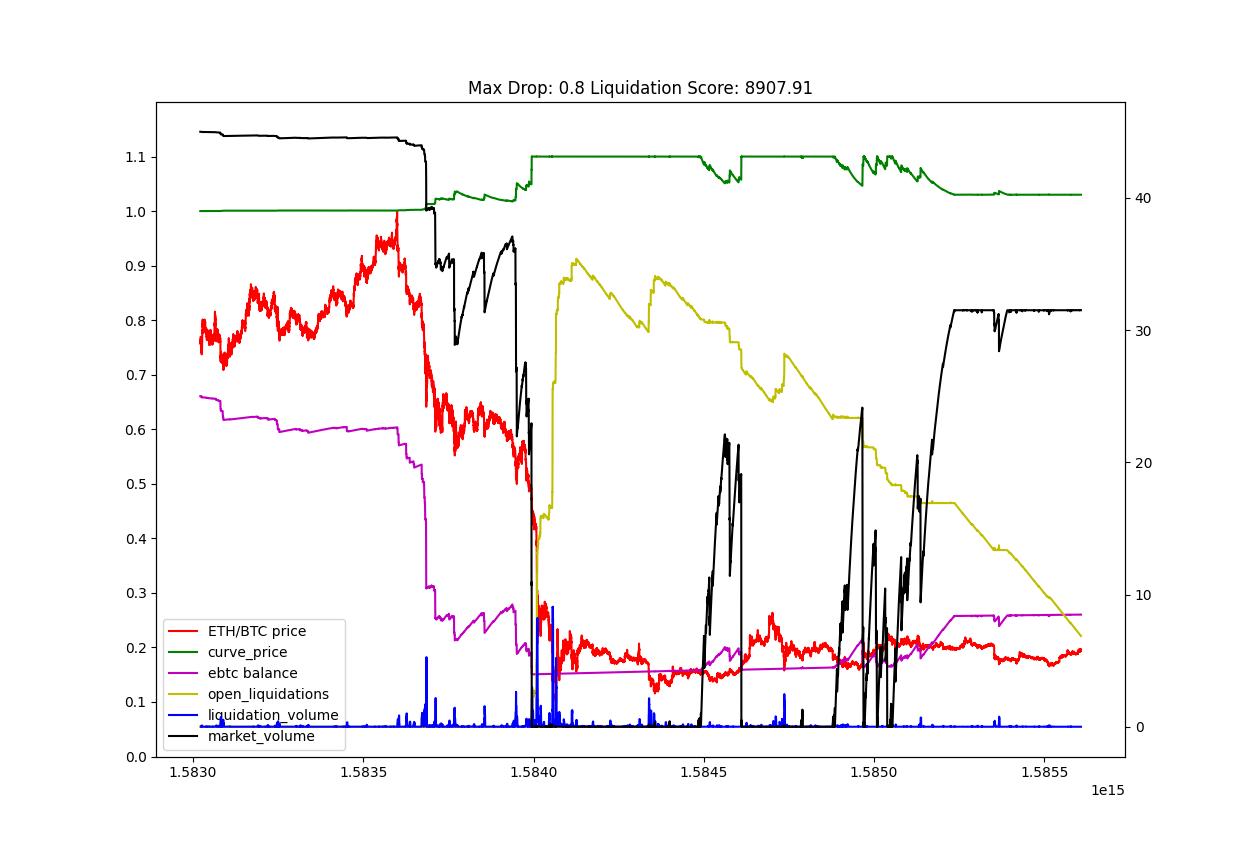 Max Drop: 0.8 Liquidation Score: 8907.91
1.1
1.0
0.9
0.8
0.7
0.6
0.5
0.4
0.3
0.2
0.1
0.0
40
30
20
10
0
ETH/BTC price
curve_price
ebtc balance
open_liquidations
liquidation_volume
market_volume
1.5830 1.5835 1.5840 1.5845 1.5850 1.5855
1e15